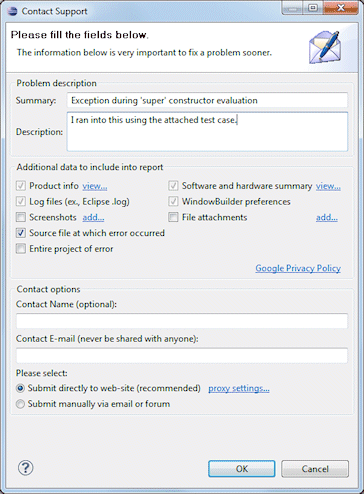 Contact Support
Please fill the fields below.
The information below is very important to fix a problem sooner.
Problem description
Summary: Exception during 'super' constructor evaluation
Description: I ran into this using the attached test case.
Additional data to include into report
Product info view... Software and hardware summary view...
Log files (ex., Eclipse .log) WindowBuilder preferences
Screenshots add... File attachments add...
Source file at which error occurred
Entire project of error
Google Privacy Policy
Contact options
Contact Name (optional):
Contact E-mail (never be shared with anyone):
Please select:
Submit directly to web-site (recommended) proxy settings...
Submit manually via email or forum
? OK Cancel